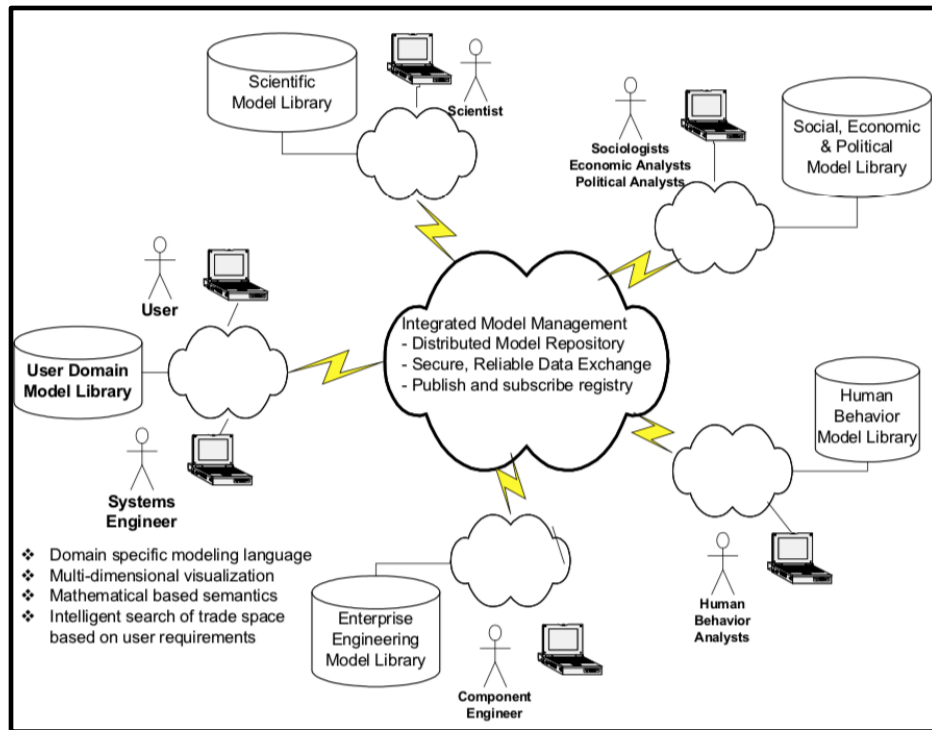 Scientific
Model Library
Scientist
Sociologists
Economic Analysts
Political Analysts
Social, Economic
& Political
Model Library
User
User Domain
Model Library
Integrated Model Management
- Distributed Model Repository
- Secure, Reliable Data Exchange
- Publish and subscribe registry
Human
Behavior
Model Library
Systems
Engineer
❖ Domain specific modeling language
❖ Multi-dimensional visualization
❖ Mathematical based semantics
❖ Intelligent search of trade space
based on user requirements
Enterprise
Engineering
Model Library
Component
Engineer
Human
Behavior
Analysts